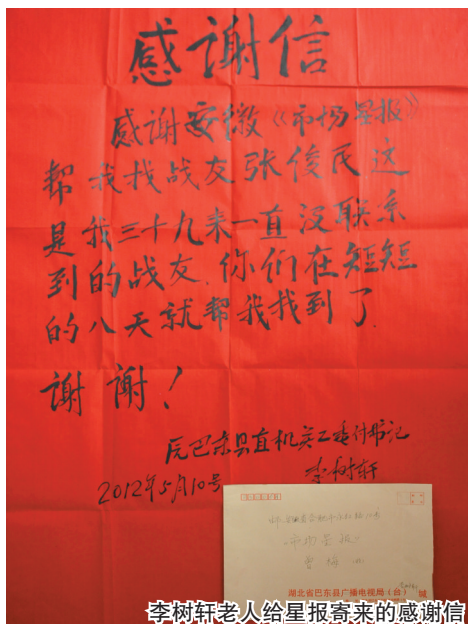 感谢信
感谢安徽《市场星报》
帮我找战友张俊民这
是我三十九来一直没联系
到的战友.你们在短短
的八天就帮我找到了.
谢谢!
巴东县直机关工委付书记
李树轩
2012年5月10号
市场星报
湖北省巴东县广播电视局(台)
李树轩老人给星报寄来的感谢信